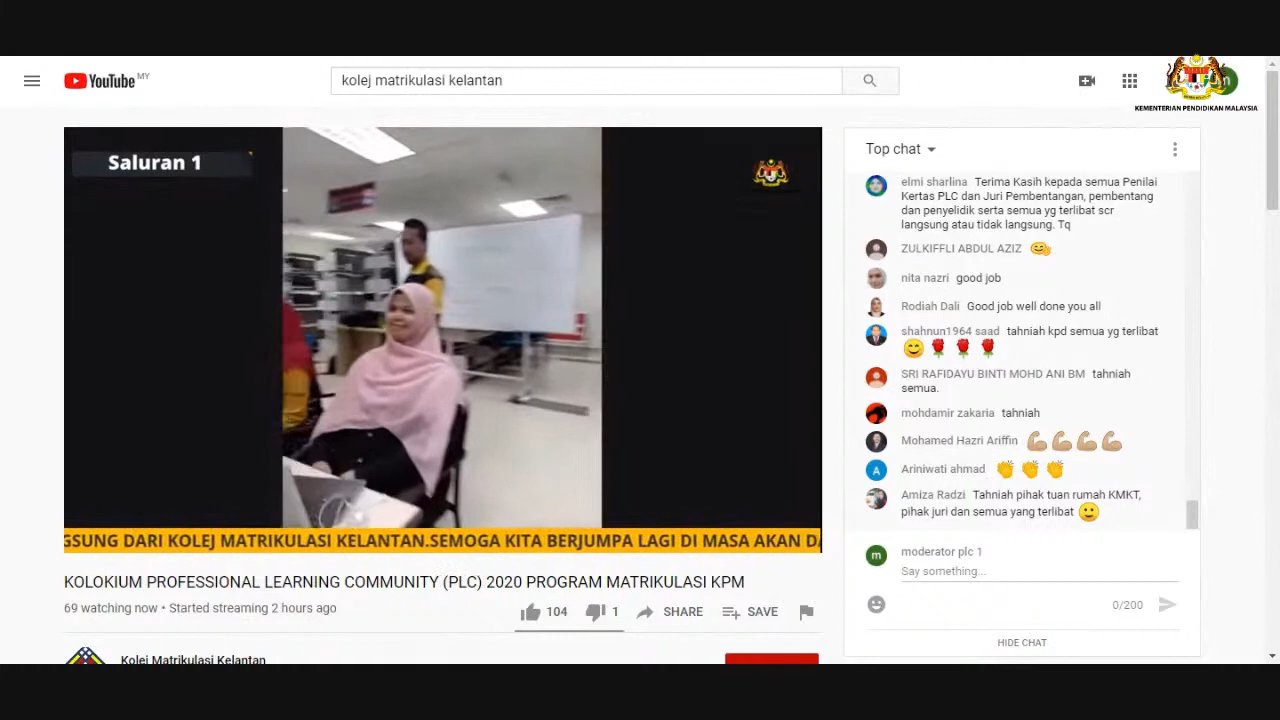 YouTube MY
kolej matrikulasi kelantan
KEMENTERIAN PENDIDIKAN MALAYSIA
Saluran 1
GSUNG DARI KOLEJ MATRIKULASI KELANTAN.SEMOGA KITA BERJUMPA LAGI DI MASA AKAN DA
KOLOKIUM PROFESSIONAL LEARNING COMMUNITY (PLC) 2020 PROGRAM MATRIKULASI KPM
69 watching now • Started streaming 2 hours ago
104
1
SHARE
SAVE
Kolej Matrikulasi Kelantan
Top chat
elmi sharlina Terima Kasih kepada semua Penilai
Kertas PLC dan Juri Pembentangan, pembentang
dan penyelidik serta semua yg terlibat scr
langsung atau tidak langsung. Tq
ZULKIFFLI ABDUL AZIZ
nita nazri good job
Rodiah Dali Good job well done you all
shahnun1964 saad tahniah kpd semua yg terlibat
SRI RAFIDAYU BINTI MOHD ANI BM tahniah
semua.
mohdamir zakaria tahniah
Mohamed Hazri Ariffin
A
Ariniwati ahmad
Amiza Radzi Tahniah pihak tuan rumah KMKT,
pihak juri dan semua yang terlibat
m
moderator plc 1
Say something...
0/200
HIDE CHAT